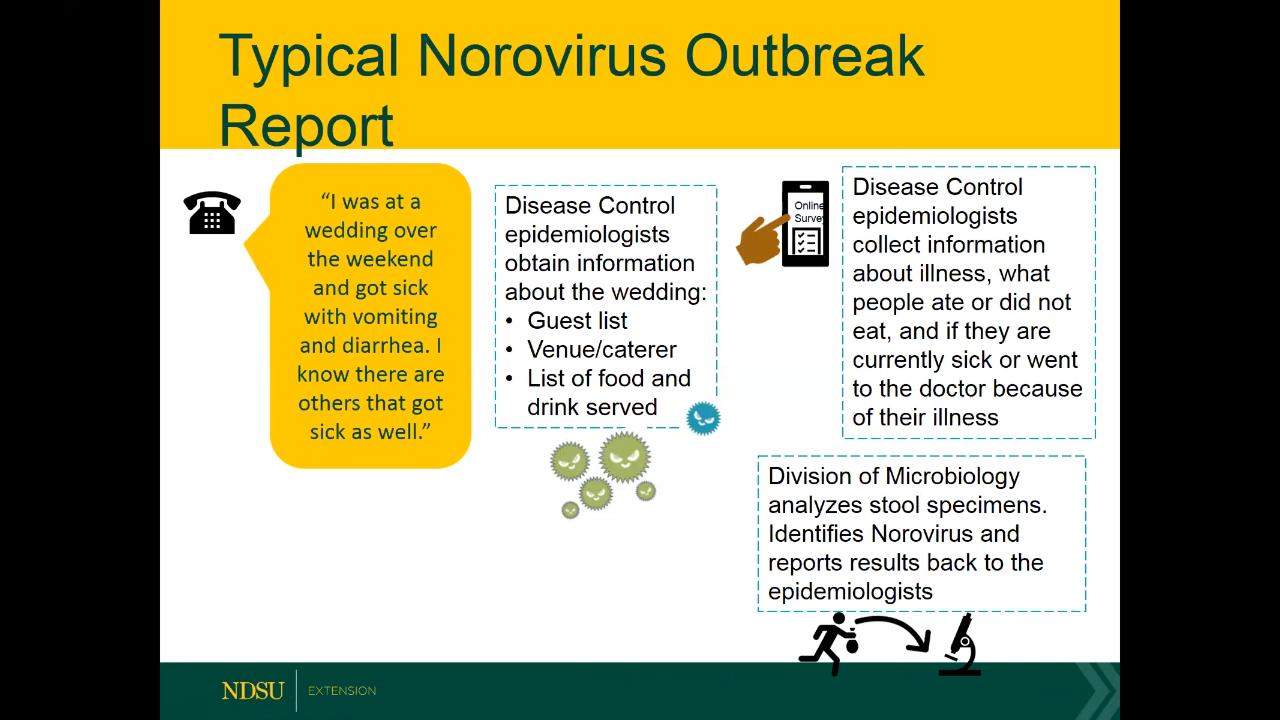 Typical Norovirus Outbreak
Report
“I was at a
wedding over
the weekend
and got sick
with vomiting
and diarrhea. I
know there are
others that got
sick as well.”
Disease Control
epidemiologists
obtain information
about the wedding:
• Guest list
• Venue/caterer
• List of food and
drink served
Online
Survey
Disease Control
epidemiologists
collect information
about illness, what
people ate or did not
eat, and if they are
currently sick or went
to the doctor because
of their illness
Division of Microbiology
analyzes stool specimens.
Identifies Norovirus and
reports results back to the
epidemiologists
NDSU EXTENSION